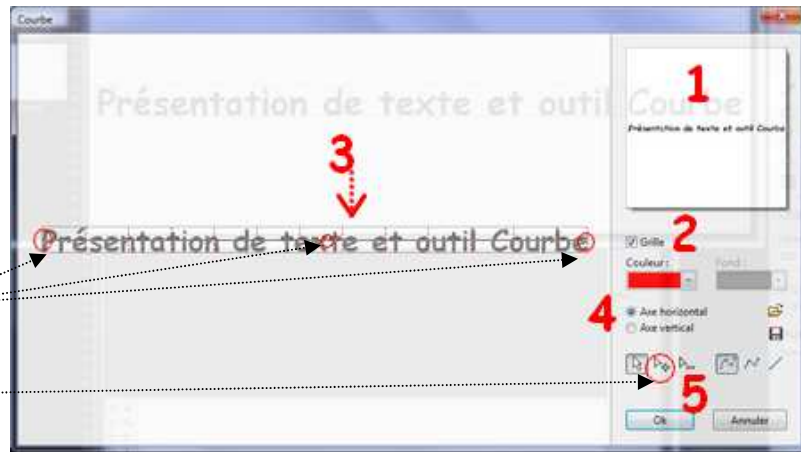 Courbe
Présentation de texte et outil Courbe
1
Présentation de texte et outil Courbe
3
Présentation de texte et outil Courbe
Grille
2
Couleur :
Fond :
4
Axe horizontal
Axe vertical
5
Ok
Annuler